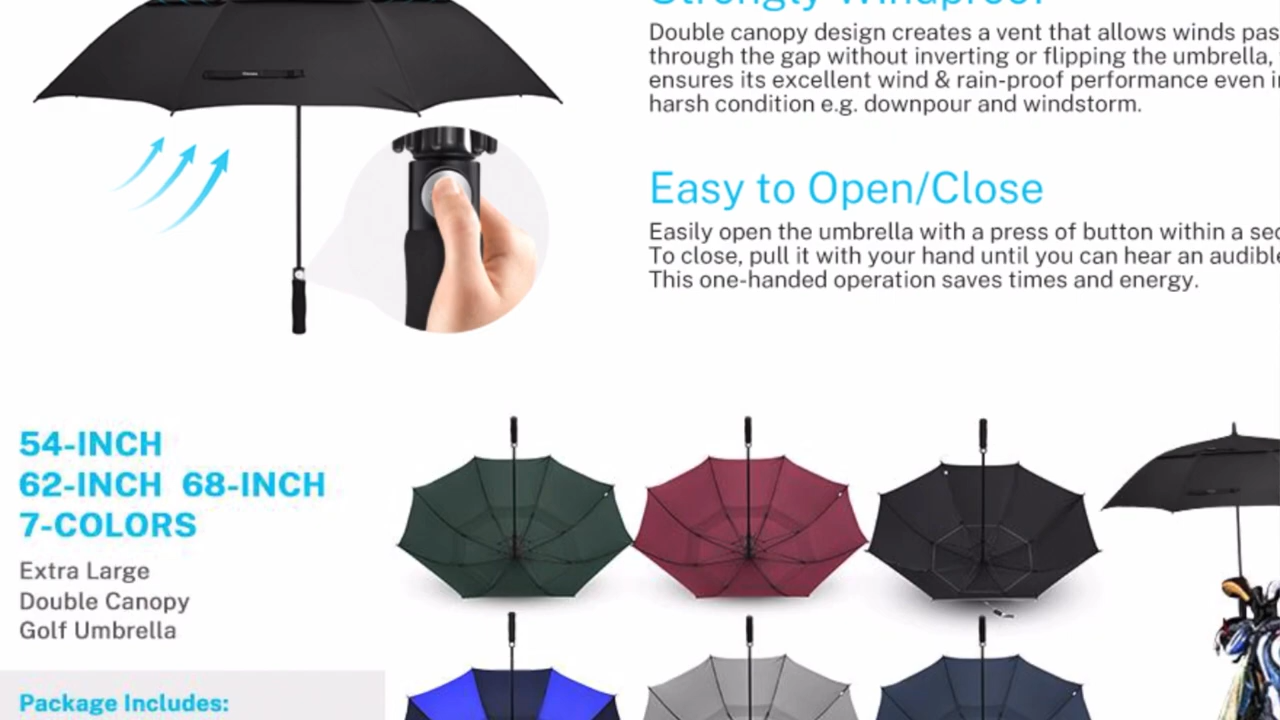 Strongly Windproof
Double canopy design creates a vent that allows winds pas
through the gap without inverting or flipping the umbrella,
ensures its excellent wind & rain-proof performance even i
harsh condition e.g. downpour and windstorm.
Easy to Open/Close
Easily open the umbrella with a press of button within a sec
To close, pull it with your hand until you can hear an audible
This one-handed operation saves times and energy.
54-INCH
62-INCH 68-INCH
7-COLORS
Extra Large
Double Canopy
Golf Umbrella
Package Includes: